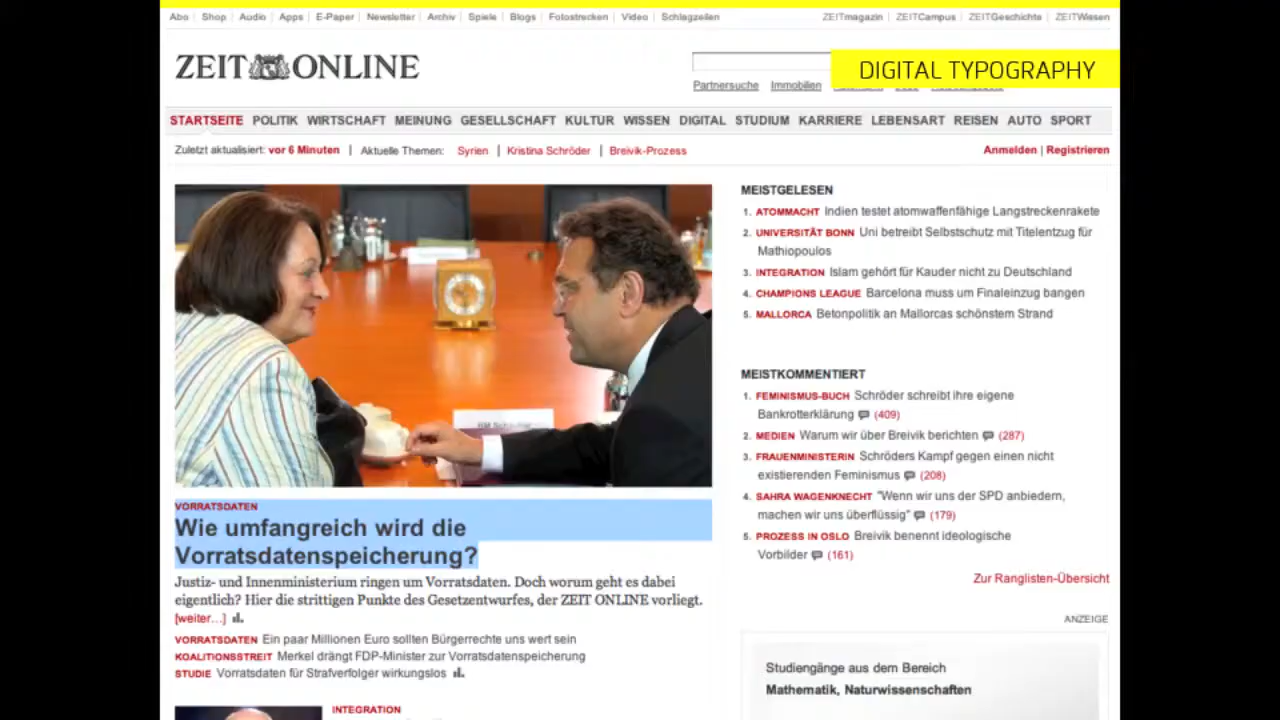 Abo Shop Audio Apps E-Paper Newsletter Archiv Spiele Blogs Fotostrecken Video Schlagzeilen ZEITmagazin ZEITCampus ZEITGeschichte ZEITWissen
ZEIT ONLINE
DIGITAL TYPOGRAPHY
Partnersuche Immobilien
STARTSEITE POLITIK WIRTSCHAFT MEINUNG GESELLSCHAFT KULTUR WISSEN DIGITAL STUDIUM KARRIERE LEBENSART REISEN AUTO SPORT
Zuletzt aktualisiert: vor 6 Minuten | Aktuelle Themen: Syrien | Kristina Schröder | Breivik-Prozess Anmelden | Registrieren
VORRATSDATEN
Wie umfangreich wird die
Vorratsdatenspeicherung?
Justiz- und Innenministerium ringen um Vorratsdaten. Doch worum geht es dabei
eigentlich? Hier die strittigen Punkte des Gesetzentwurfes, der ZEIT ONLINE vorliegt.
[weiter...]
VORRATSDATEN Ein paar Millionen Euro sollten Bürgerrechte uns wert sein
KOALITIONSSTREIT Merkel drängt FDP-Minister zur Vorratsdatenspeicherung
STUDIE Vorratsdaten für Strafverfolger wirkungslos
INTEGRATION
MEISTGELESEN
1. ATOMMACHT Indien testet atomwaffenfähige Langstreckenrakete
2. UNIVERSITÄT BONN Uni betreibt Selbstschutz mit Titelentzug für
Mathiopoulos
3. INTEGRATION Islam gehört für Kauder nicht zu Deutschland
4. CHAMPIONS LEAGUE Barcelona muss um Finaleinzug bangen
5. MALLORCA Betonpolitik an Mallorcas schönstem Strand
MEISTKOMMENTIERT
1. FEMINISMUS-BUCH Schröder schreibt ihre eigene
Bankrotterklärung (409)
2. MEDIEN Warum wir über Breivik berichten (287)
3. FRAUENMINISTERIN Schröders Kampf gegen einen nicht
existierenden Feminismus (208)
4. SAHRA WAGENKNECHT "Wenn wir uns der SPD anbiedern,
machen wir uns überflüssig" (179)
5. PROZESS IN OSLO Breivik benennt ideologische
Vorbilder (161)
Zur Ranglisten-Übersicht
ANZEIGE
Studiengänge aus dem Bereich
Mathematik, Naturwissenschaften